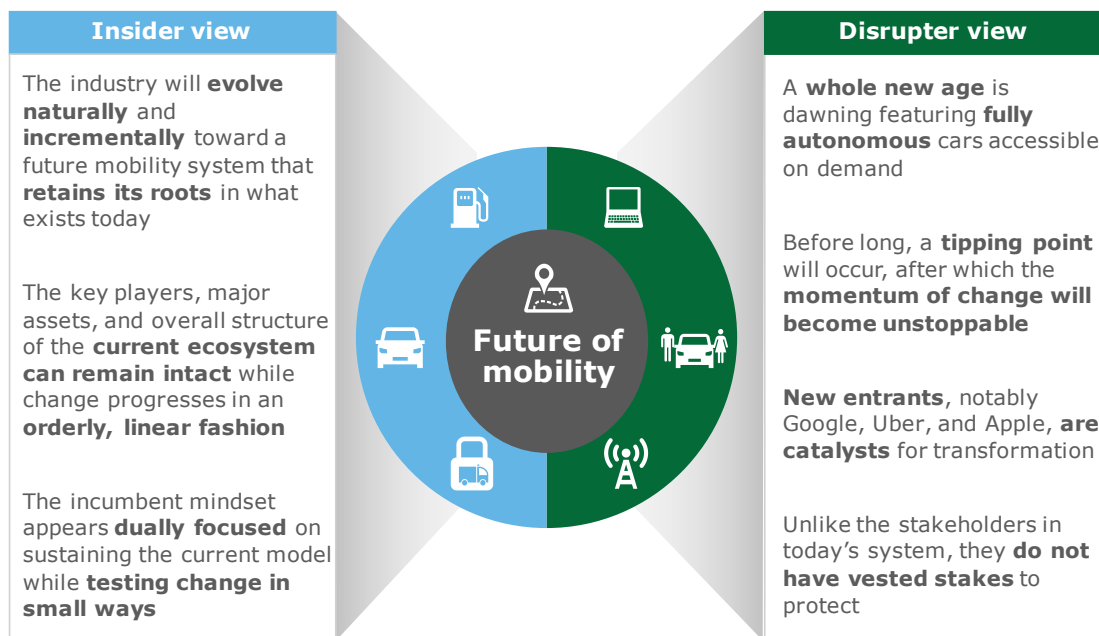 Insider view
The industry will evolve
naturally and
incrementally toward a
future mobility system that
retains its roots in what
exists today
The key players, major
assets, and overall structure
of the current ecosystem
can remain intact while
change progresses in an
orderly, linear fashion
The incumbent mindset
appears dually focused on
sustaining the current model
while testing change in
small ways
Future of
mobility
Disrupter view
A whole new age is
dawning featuring fully
autonomous cars accessible
on demand
Before long, a tipping point
will occur, after which the
momentum of change will
become unstoppable
New entrants, notably
Google, Uber, and Apple, are
catalysts for transformation
Unlike the stakeholders in
today’s system, they do not
have vested stakes to
protect